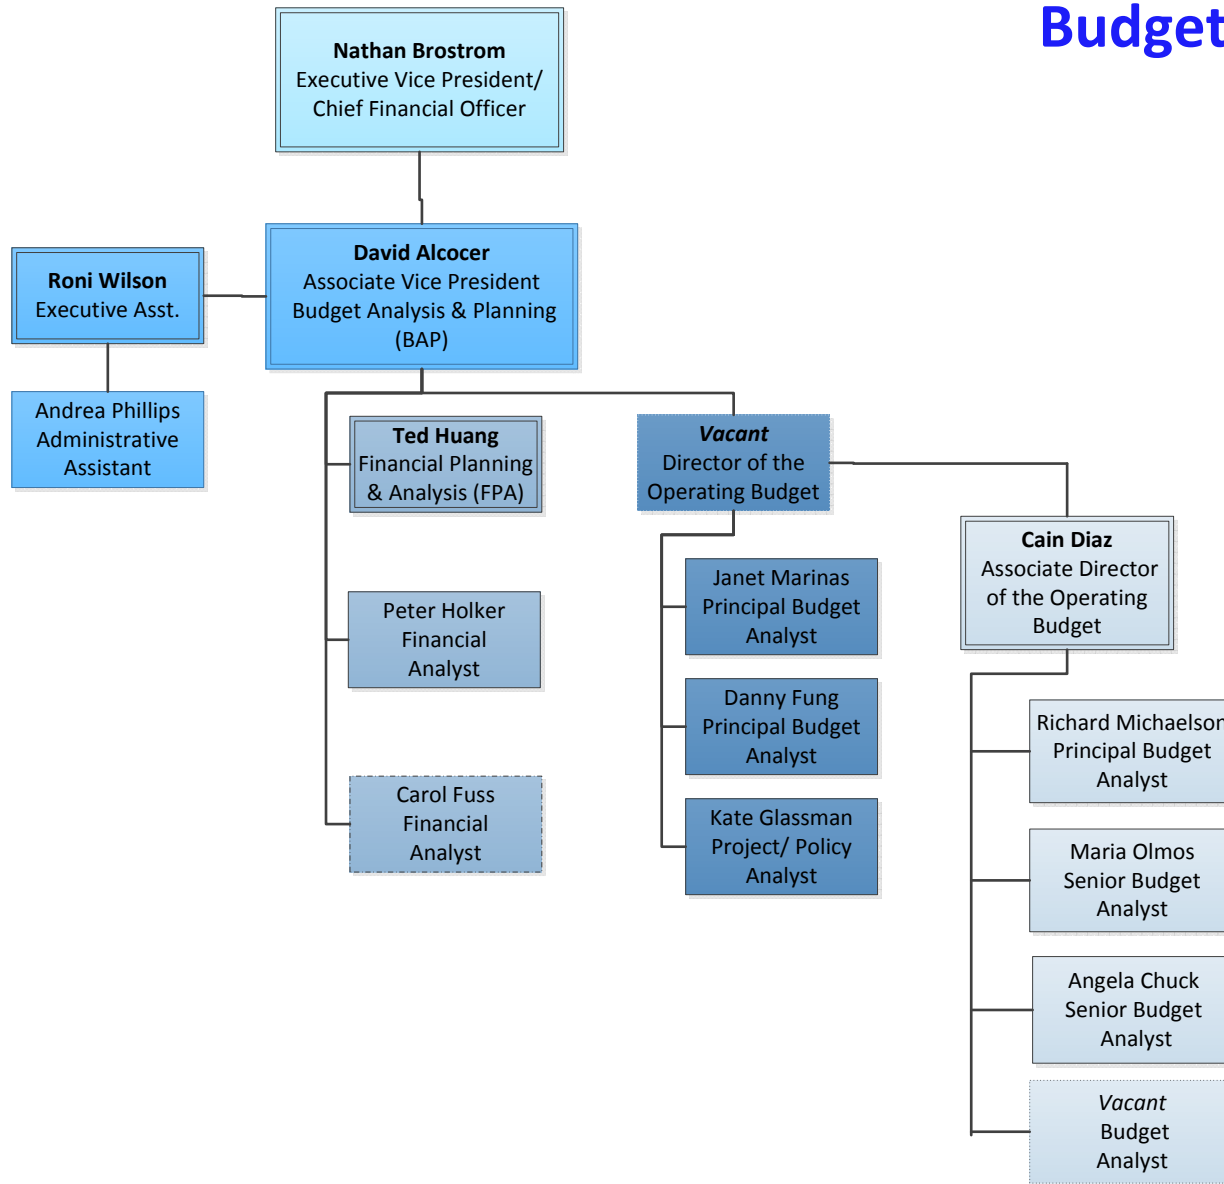 Budget
Nathan Brostrom
Executive Vice President/
Chief Financial Officer
David Alcocer
Associate Vice President
Budget Analysis & Planning
(BAP)
Roni Wilson
Executive Asst.
Andrea Phillips
Administrative
Assistant
Ted Huang
Financial Planning
& Analysis (FPA)
Peter Holker
Financial
Analyst
Carol Fuss
Financial
Analyst
Vacant
Director of the
Operating Budget
Janet Marinas
Principal Budget
Analyst
Danny Fung
Principal Budget
Analyst
Kate Glassman
Project/ Policy
Analyst
Cain Diaz
Associate Director
of the Operating
Budget
Richard Michaelson
Principal Budget
Analyst
Maria Olmos
Senior Budget
Analyst
Angela Chuck
Senior Budget
Analyst
Vacant
Budget
Analyst